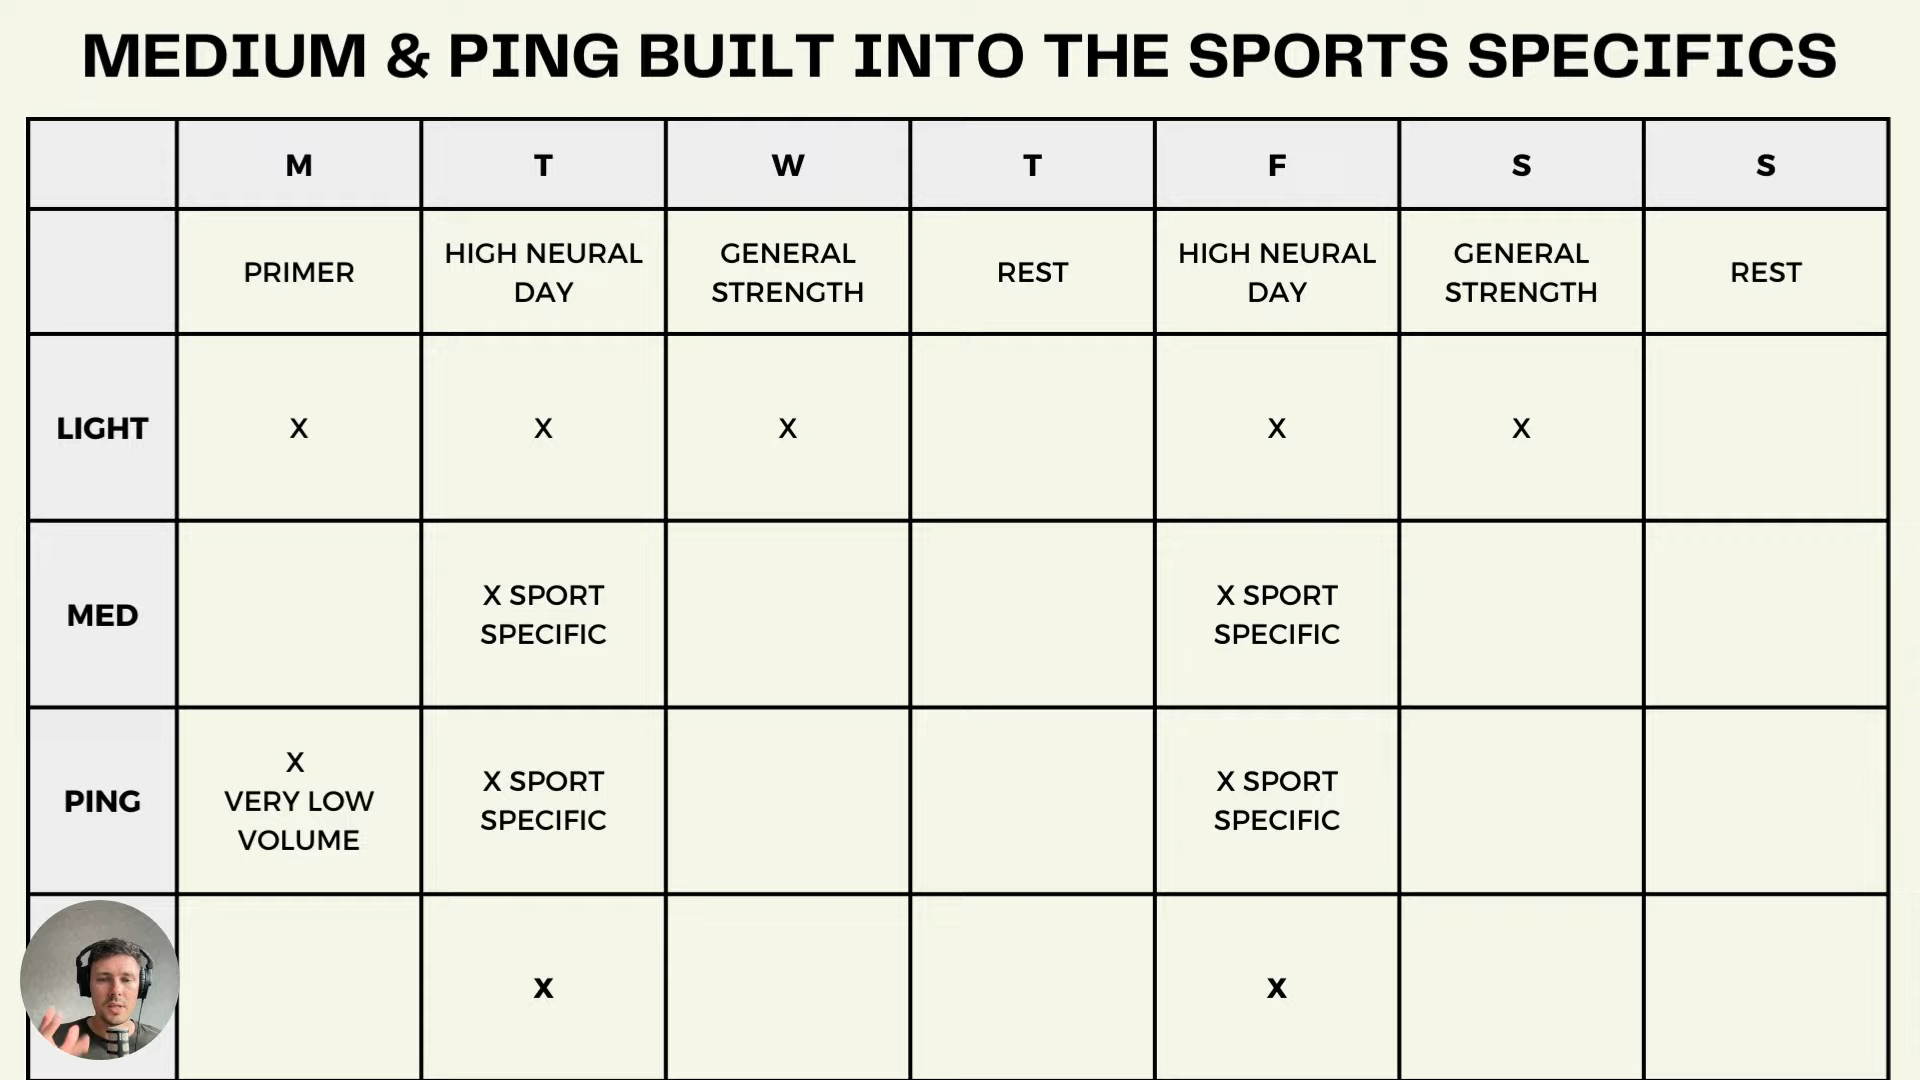 MEDIUM & PING BUILT INTO THE SPORTS SPECIFICS
M T W T F S S
PRIMER
HIGH NEURAL
DAY
GENERAL
STRENGTH
REST
HIGH NEURAL
DAY
GENERAL
STRENGTH
REST
LIGHT X X X X X
MED
X SPORT
SPECIFIC
X SPORT
SPECIFIC
PING
X
VERY LOW
VOLUME
X SPORT
SPECIFIC
X SPORT
SPECIFIC
X X